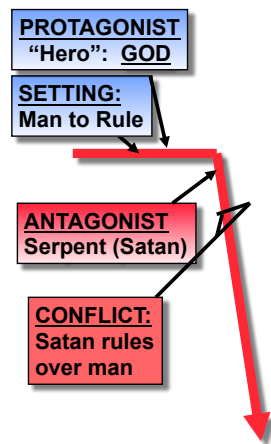 PROTAGONIST
“Hero”: GOD
SETTING:
Man to Rule
ANTAGONIST
Serpent (Satan)
CONFLICT:
Satan rules
over man